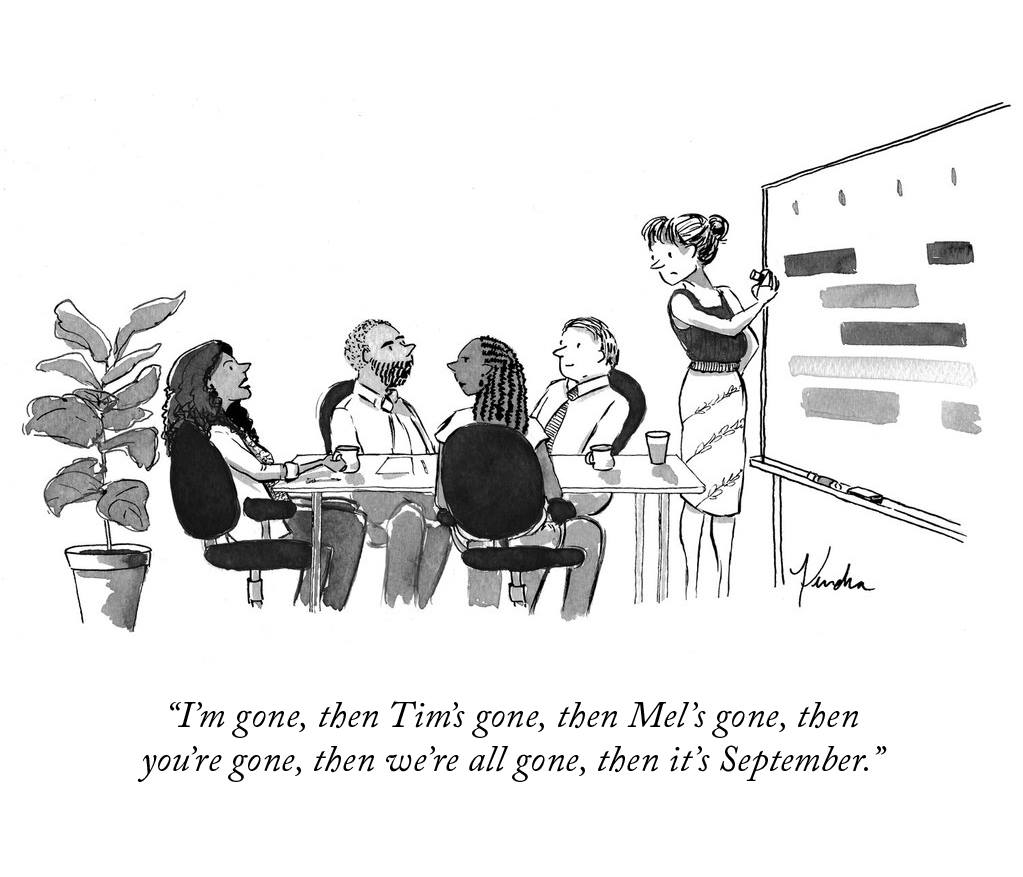 Kendra
“I’m gone, then Tim’s gone, then Mel’s gone, then
you’re gone, then we’re all gone, then it’s September.”